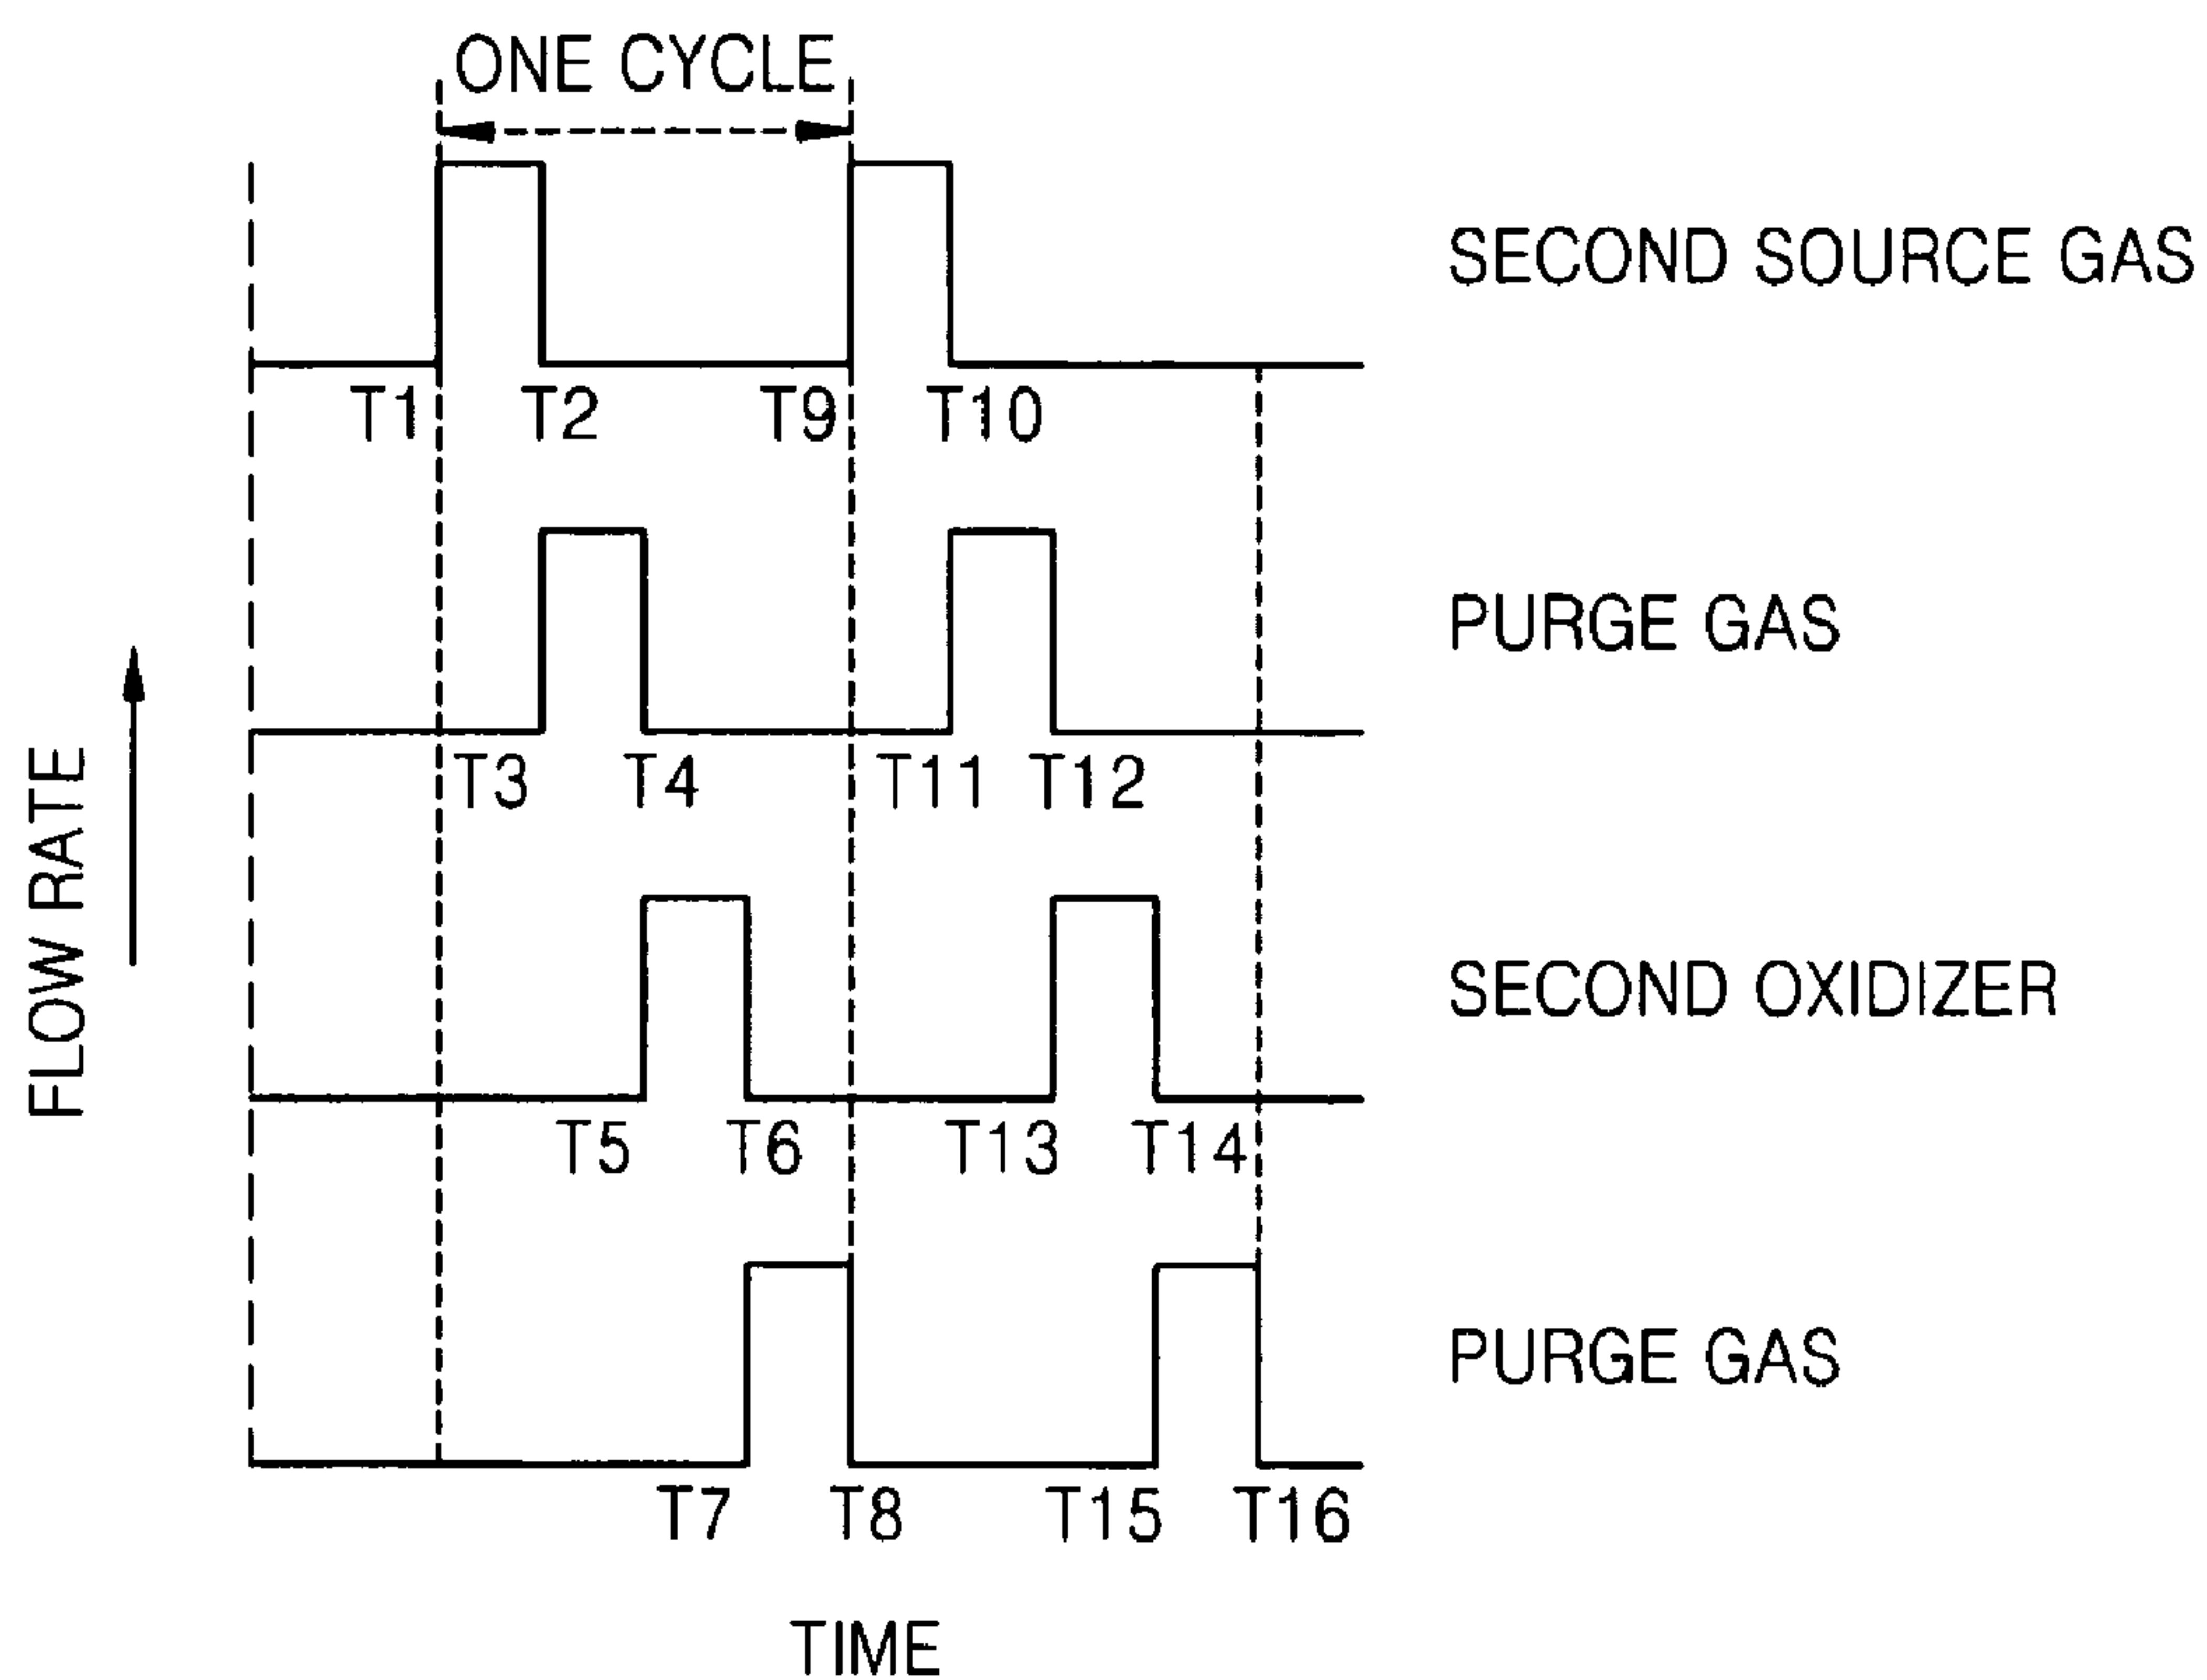 ONE CYCLE
SECOND SOURCE GAS
T1 T2 T9 T10
PURGE GAS
T3 T4 T11 T12
SECOND OXIDIZER
T5 T6 T13 T14
PURGE GAS
T7 T8 T15 T16
FLOW RATE
TIME